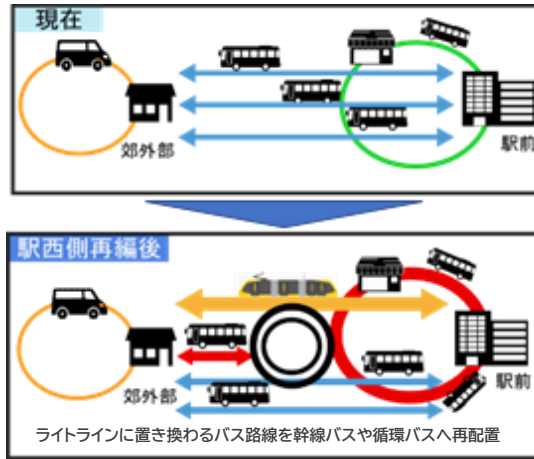 現在
郊外部
駅前
駅西側再編後
郊外部
駅前
ライトラインに置き換わるバス路線を幹線バスや循環バスへ再配置